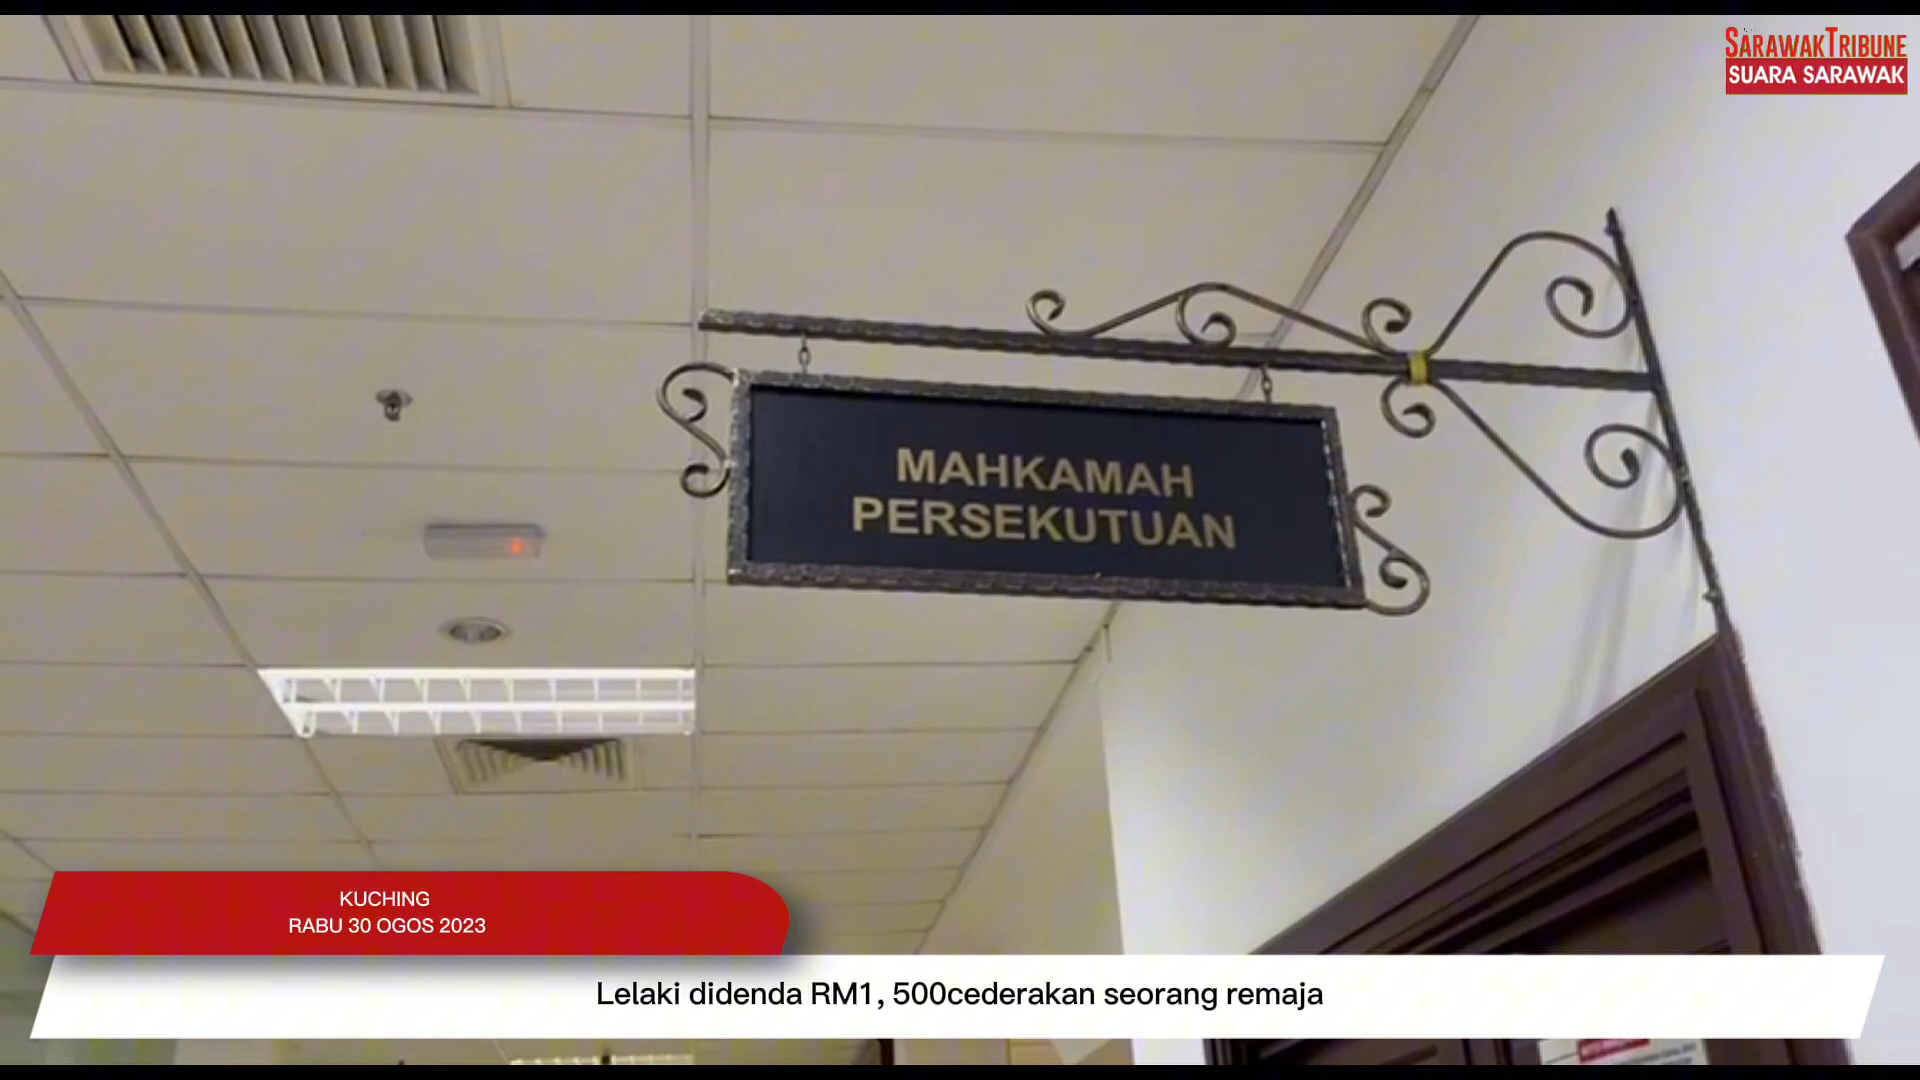 SARAWAK TRIBUNE
SUARA SARAWAK
MAHKAMAH
PERSEKUTUAN
KUCHING
RABU 30 OGOS 2023
Lelaki didenda RM1, 500cederakan seorang remaja